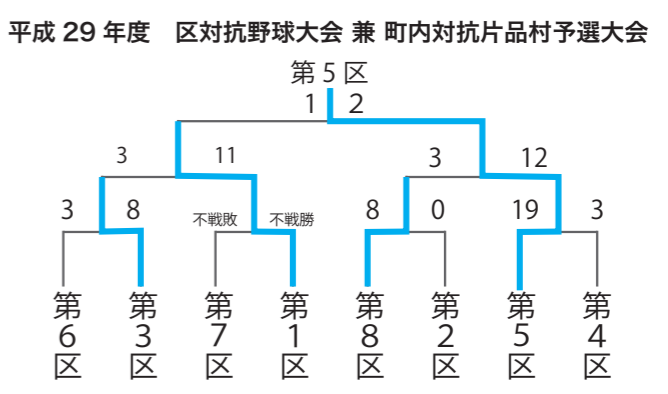 平成 29 年度　区対抗野球大会 兼 町内対抗片品村予選大会
第 5 区
1 2
3 11 3 12
3 8 不戦敗 不戦勝 8 0 19 3
第6区 第3区 第7区 第1区 第8区 第2区 第5区 第4区